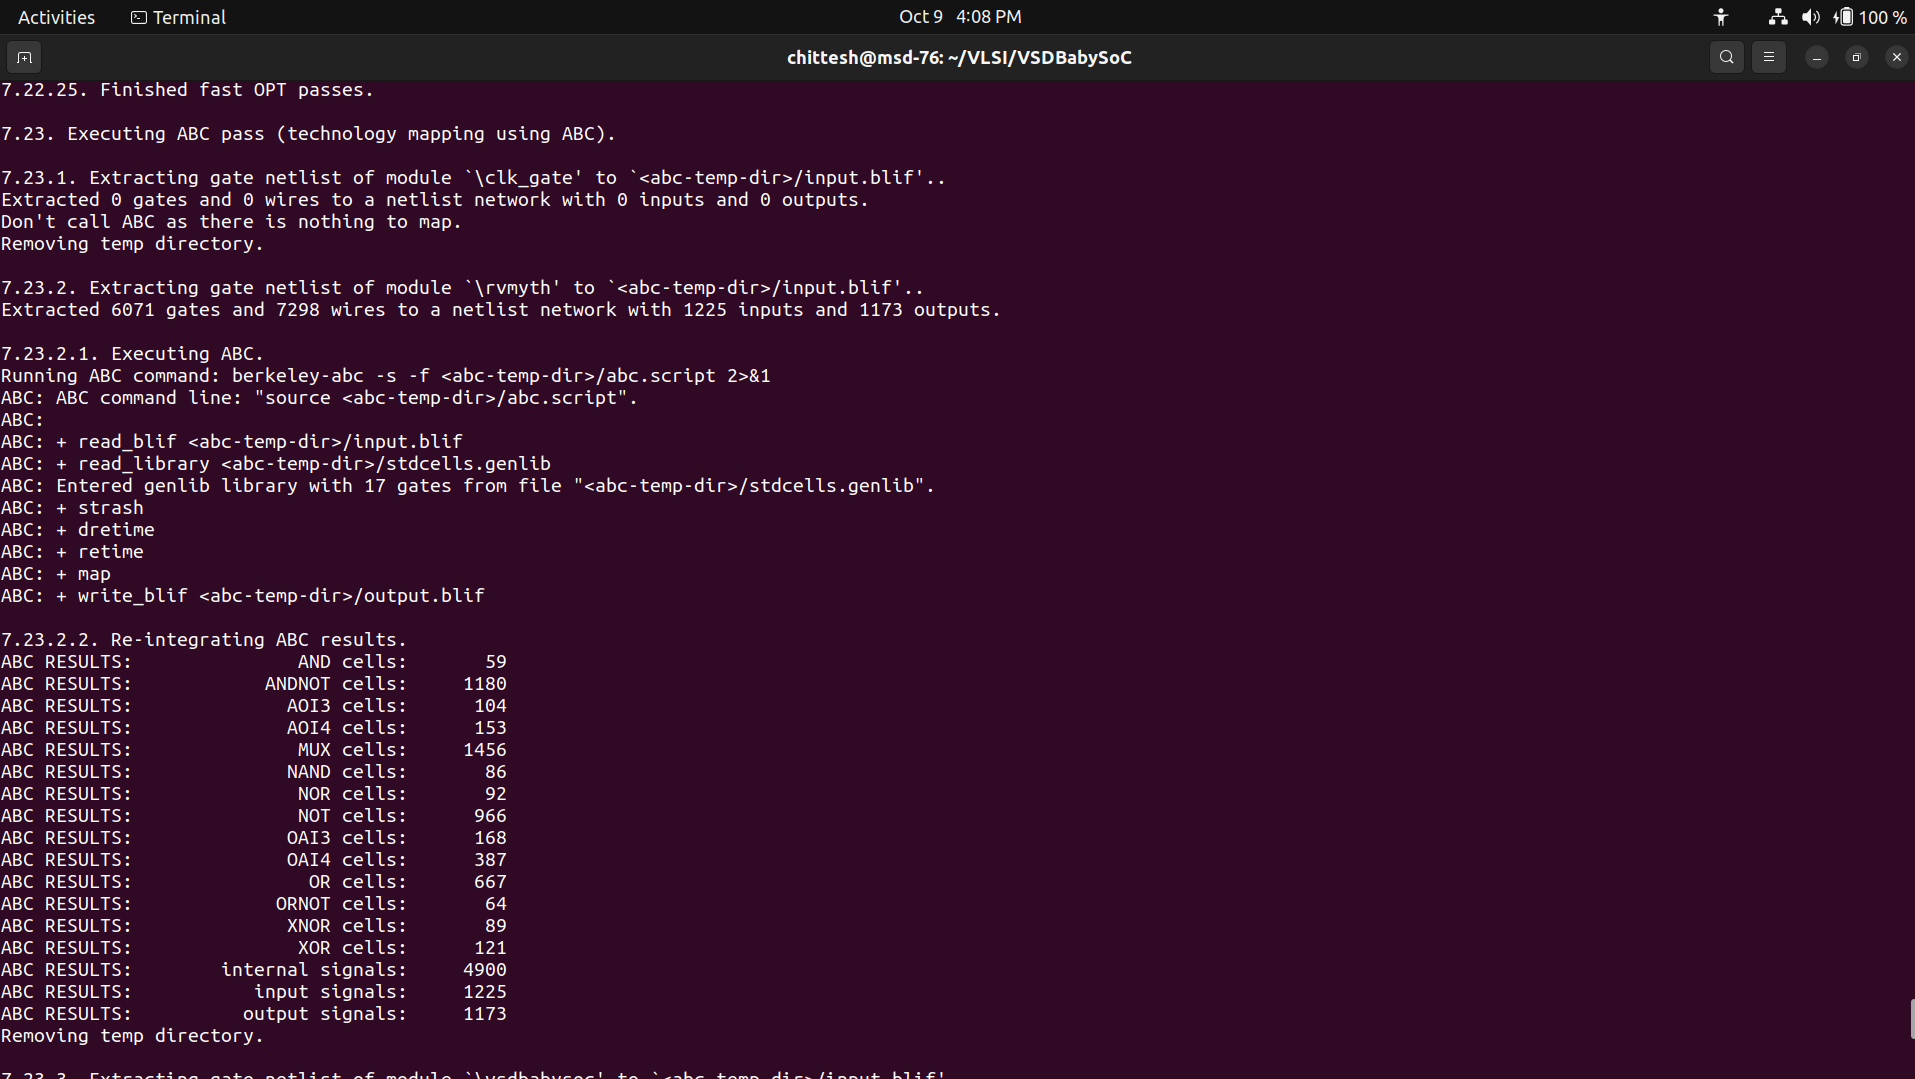 Activities Terminal Oct 9 4:08 PM 100 %
chittesh@msd-76: ~/VLSI/VSDBabySoC
7.22.25. Finished fast OPT passes.
7.23. Executing ABC pass (technology mapping using ABC).
7.23.1. Extracting gate netlist of module `\clk_gate' to `<abc-temp-dir>/input.blif'..
Extracted 0 gates and 0 wires to a netlist network with 0 inputs and 0 outputs.
Don't call ABC as there is nothing to map.
Removing temp directory.
7.23.2. Extracting gate netlist of module `\rvmyth' to `<abc-temp-dir>/input.blif'..
Extracted 6071 gates and 7298 wires to a netlist network with 1225 inputs and 1173 outputs.
7.23.2.1. Executing ABC.
Running ABC command: berkeley-abc -s -f <abc-temp-dir>/abc.script 2>&1
ABC: ABC command line: "source <abc-temp-dir>/abc.script".
ABC:
ABC: + read_blif <abc-temp-dir>/input.blif
ABC: + read_library <abc-temp-dir>/stdcells.genlib
ABC: Entered genlib library with 17 gates from file "<abc-temp-dir>/stdcells.genlib".
ABC: + strash
ABC: + dretime
ABC: + retime
ABC: + map
ABC: + write_blif <abc-temp-dir>/output.blif
7.23.2.2. Re-integrating ABC results.
ABC RESULTS: AND cells: 59
ABC RESULTS: ANDNOT cells: 1180
ABC RESULTS: AOI3 cells: 104
ABC RESULTS: AOI4 cells: 153
ABC RESULTS: MUX cells: 1456
ABC RESULTS: NAND cells: 86
ABC RESULTS: NOR cells: 92
ABC RESULTS: NOT cells: 966
ABC RESULTS: OAI3 cells: 168
ABC RESULTS: OAI4 cells: 387
ABC RESULTS: OR cells: 667
ABC RESULTS: ORNOT cells: 64
ABC RESULTS: XNOR cells: 89
ABC RESULTS: XOR cells: 121
ABC RESULTS: internal signals: 4900
ABC RESULTS: input signals: 1225
ABC RESULTS: output signals: 1173
Removing temp directory.
7.23.3. Extracting gate netlist of module `\vsdbabysoc' to `<abc-temp-dir>/input.blif'